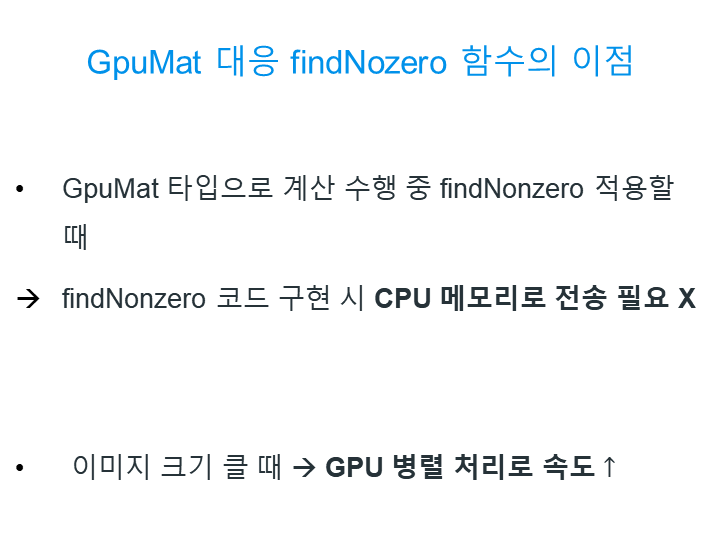 GpuMat 대응 findNozero 함수의 이점
• GpuMat 타입으로 계산 수행 중 findNonzero 적용할
때
→ findNonzero 코드 구현 시 CPU 메모리로 전송 필요 X
• 이미지 크기 클 때 → GPU 병렬 처리로 속도↑